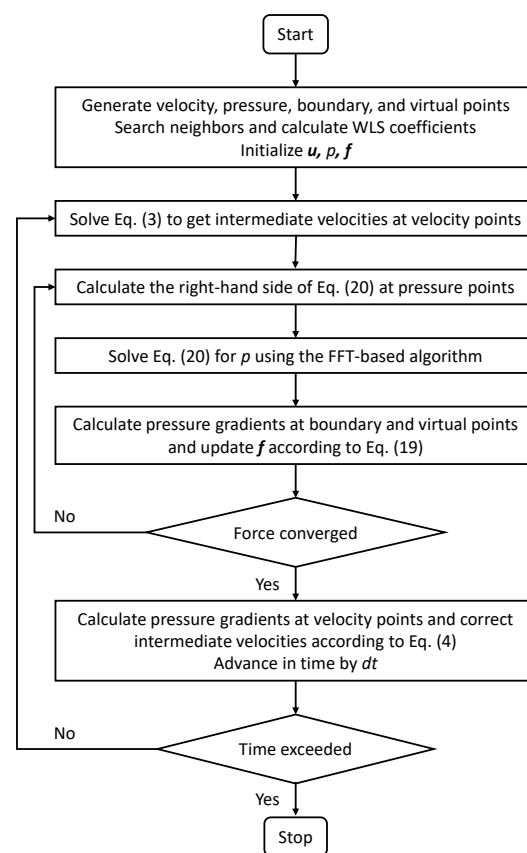 Start
Generate velocity, pressure, boundary, and virtual points
Search neighbors and calculate WLS coefficients
Initialize u, p, f
Solve Eq. (3) to get intermediate velocities at velocity points
Calculate the right-hand side of Eq. (20) at pressure points
Solve Eq. (20) for p using the FFT-based algorithm
Calculate pressure gradients at boundary and virtual points
and update f according to Eq. (19)
No
Force converged
Yes
Calculate pressure gradients at velocity points and correct
intermediate velocities according to Eq. (4)
Advance in time by dt
No
Time exceeded
Yes
Stop